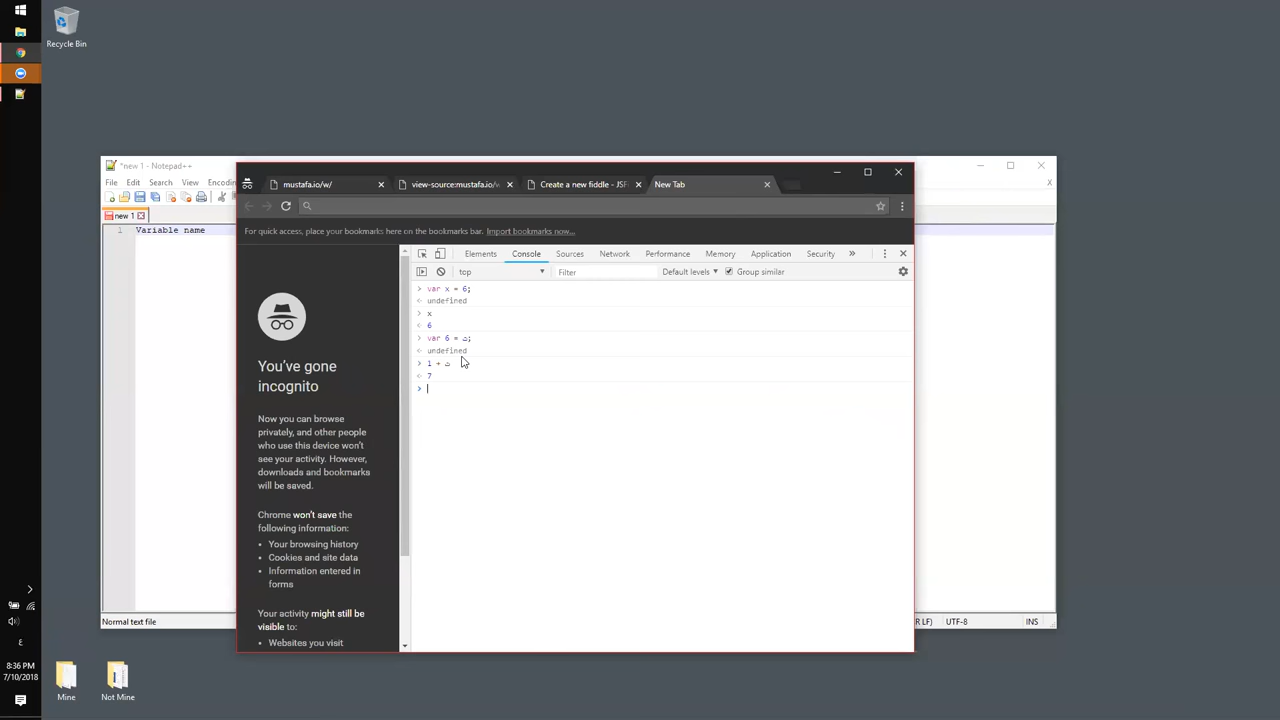 Recycle Bin
*new 1 - Notepad++
File Edit Search View Encoding
new 1
1 Variable name
mustafa.io/w/
view-source:mustafa.io/w/
Create a new fiddle - JSFi
New Tab
For quick access, place your bookmarks here on the bookmarks bar. Import bookmarks now...
Elements Console Sources Network Performance Memory Application Security »
top Filter Default levels Group similar
> var x = 6;
undefined
> x
6
> var ث = 6;
undefined
> 1 + ث
7
>
You've gone
incognito
Now you can browse
privately, and other people
who use this device won't
see your activity. However,
downloads and bookmarks
will be saved.
Chrome won't save the
following information:
• Your browsing history
• Cookies and site data
• Information entered in
forms
Your activity might still be
visible to:
• Websites you visit
Normal text file
R LF) UTF-8 INS
ع
8:36 PM
7/10/2018
Mine
Not Mine